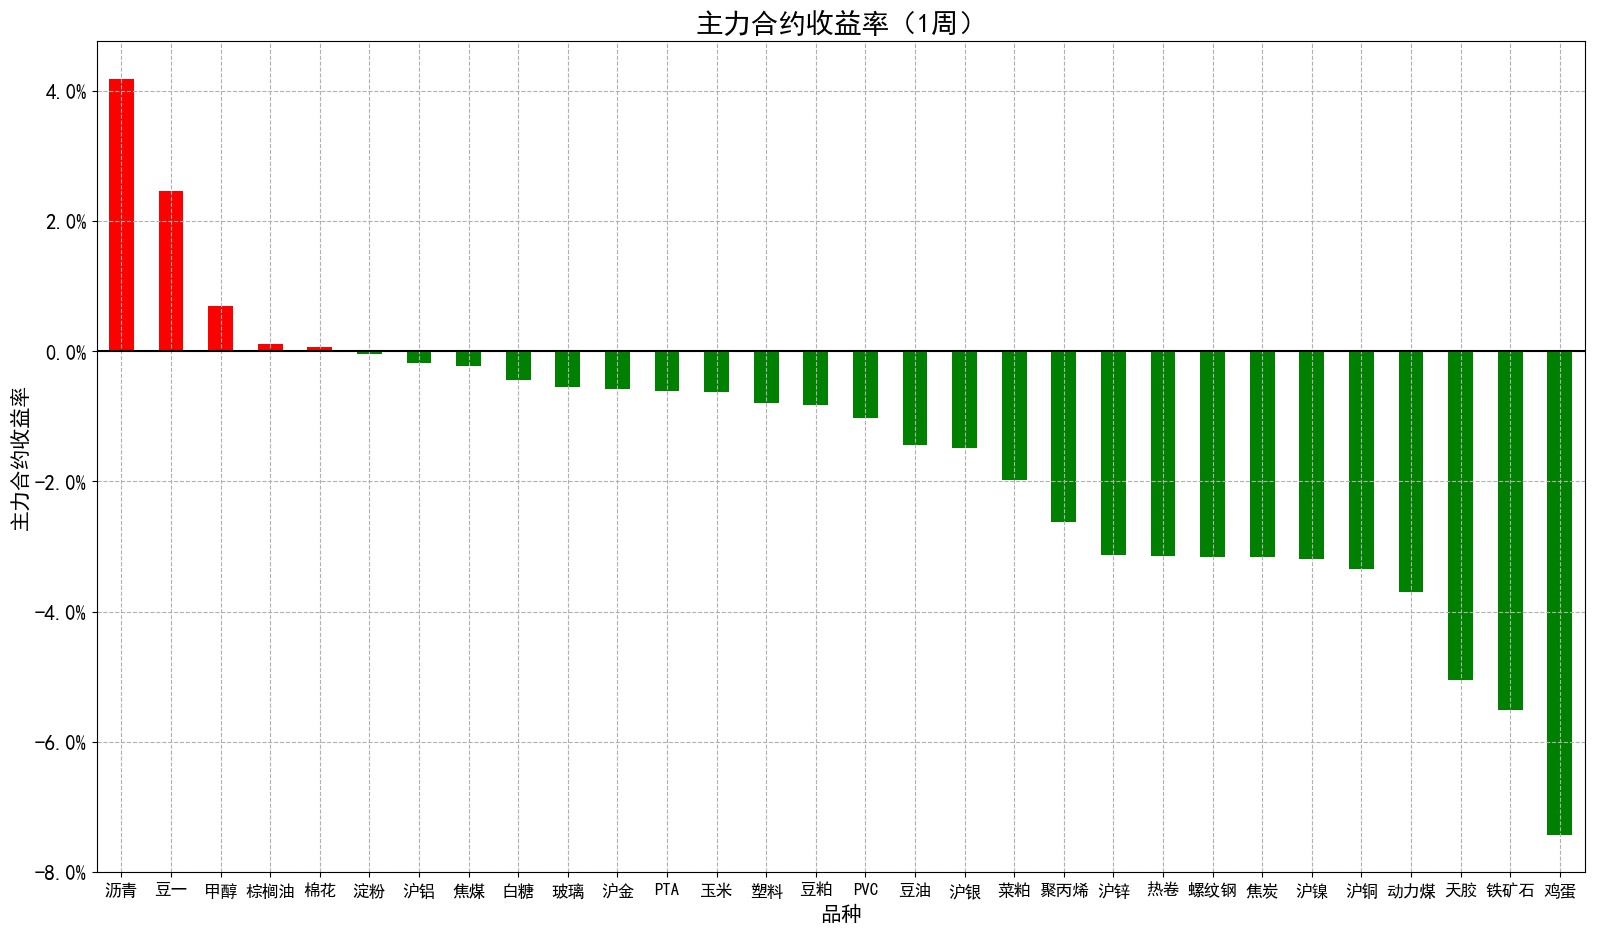 主力合约收益率（1周）
4.0%
2.0%
0.0%
-2.0%
-4.0%
-6.0%
-8.0%
主力合约收益率
沥青 豆一 甲醇 棕榈油 棉花 淀粉 沪铝 焦煤 白糖 玻璃 沪金 PTA 玉米 塑料 豆粕 PVC 豆油 沪银 菜粕 聚丙烯 沪锌 热卷 螺纹钢 焦炭 沪镍 沪铜 动力煤 天胶 铁矿石 鸡蛋
品种